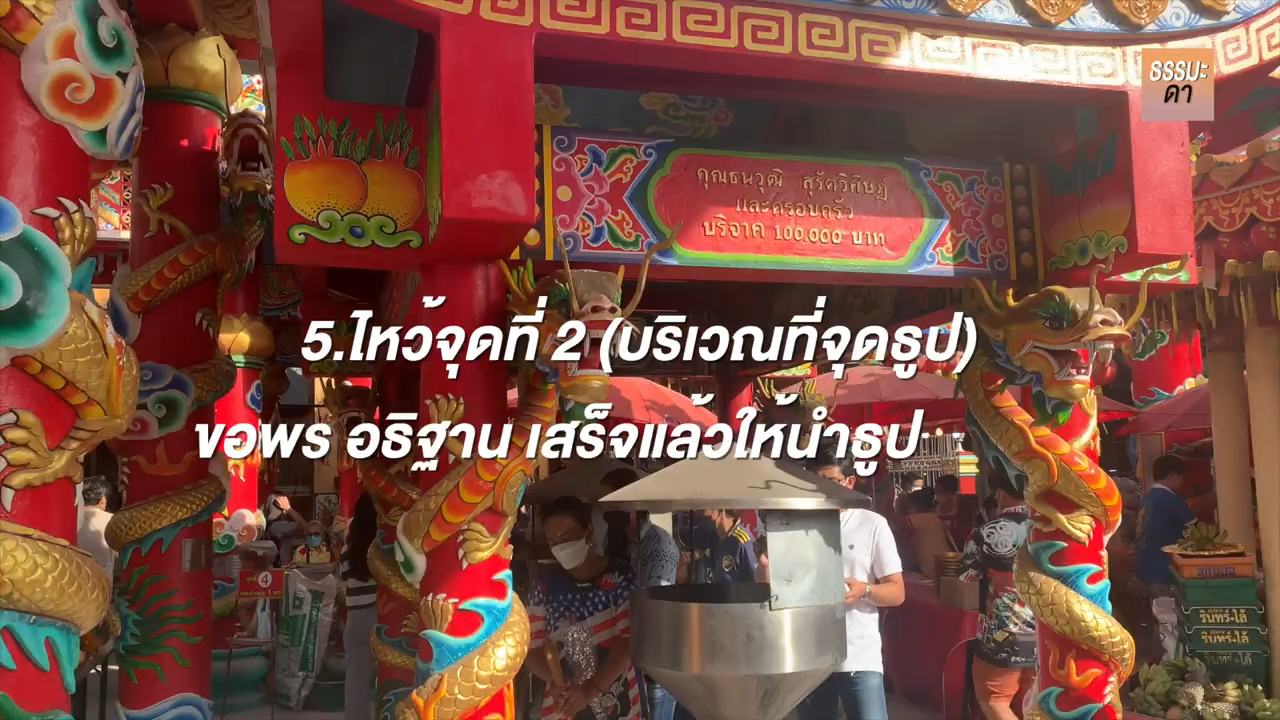 ธรรมะ
ดา
คุณธนวุฒิ สุรัตวิศิษฏ์
และครอบครัว
บริจาค 100,000 บาท
5.ไหว้จุดที่ 2 (บริเวณที่จุดธูป)
ขอพร อธิฐาน เสร็จแล้วให้นำธูป
4